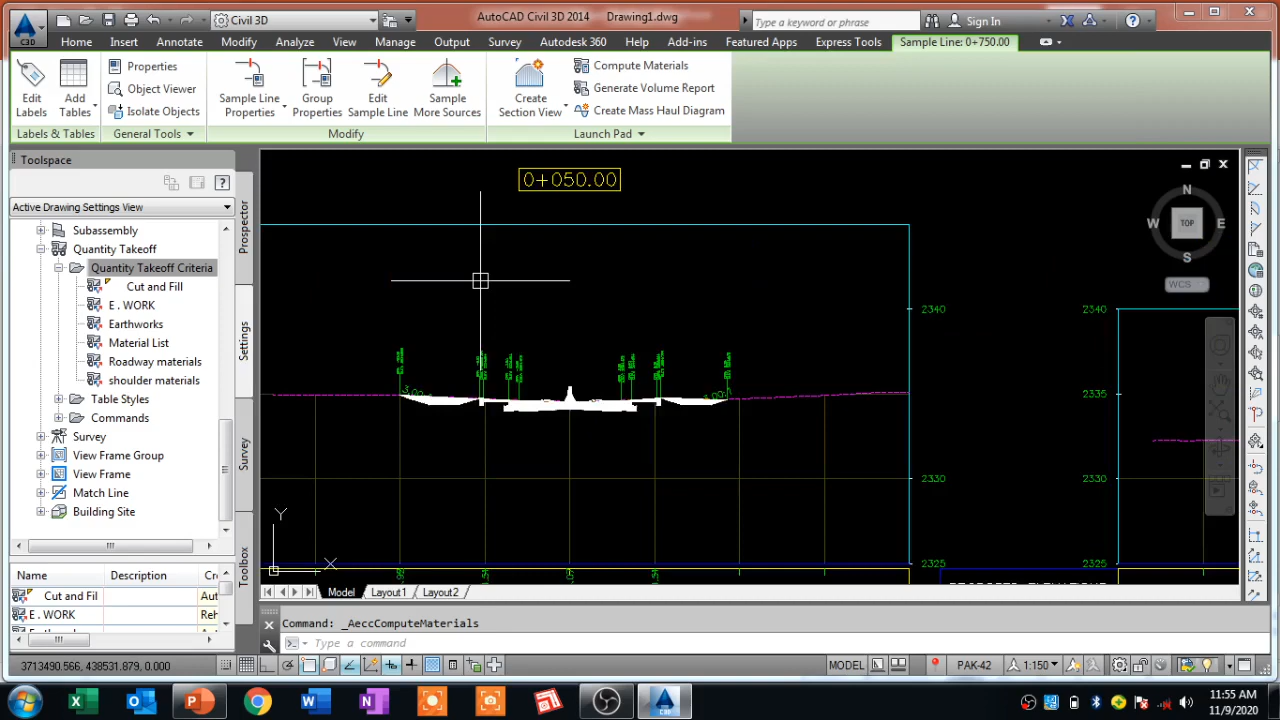 Civil 3D
AutoCAD Civil 3D 2014 Drawing1.dwg
Type a keyword or phrase
Sign In
C3D
Home Insert Annotate Modify Analyze View Manage Output Survey Autodesk 360 Help Add-ins Featured Apps Express Tools Sample Line: 0+750.00
Edit Labels
Add Tables
Properties
Object Viewer
Isolate Objects
Sample Line Properties
Group Properties
Edit Sample Line
Sample More Sources
Create Section View
Compute Materials
Generate Volume Report
Create Mass Haul Diagram
Labels & Tables
General Tools
Modify
Launch Pad
Toolspace
Active Drawing Settings View
Subassembly
Quantity Takeoff
Quantity Takeoff Criteria
Cut and Fill
E . WORK
Earthworks
Material List
Roadway materials
shoulder materials
Table Styles
Commands
Survey
View Frame Group
View Frame
Match Line
Building Site
Name Description Cr
Cut and Fil Aut
E . WORK Reh
Prospector
Settings
Survey
Toolbox
0+050.00
2340
2335
2330
2325
2340
2335
2330
2325
N
W TOP E
S
WCS
Y
X
Model Layout1 Layout2
Command: _AeccComputeMaterials
Type a command
3713490.566, 438531.879, 0.000
MODEL
PAK-42
1:150
11:55 AM
11/9/2020